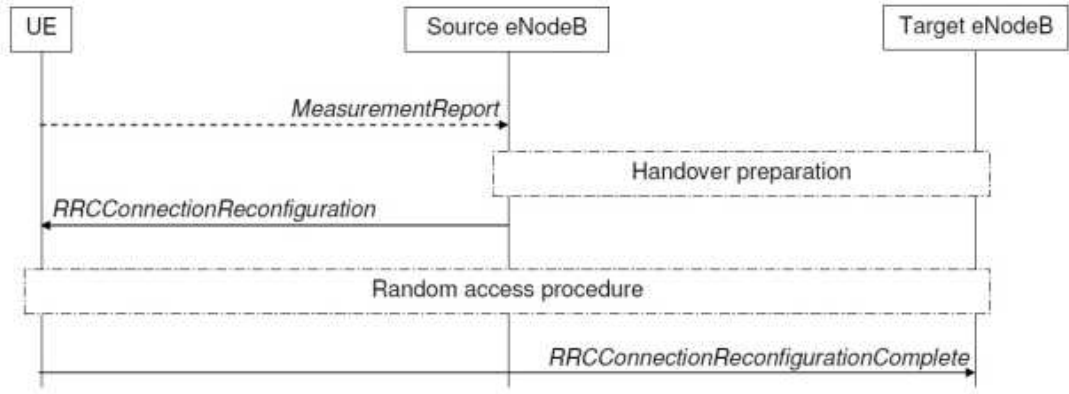 UE
Source eNodeB
Target eNodeB
MeasurementReport
Handover preparation
RRCConnectionReconfiguration
Random access procedure
RRCConnectionReconfigurationComplete